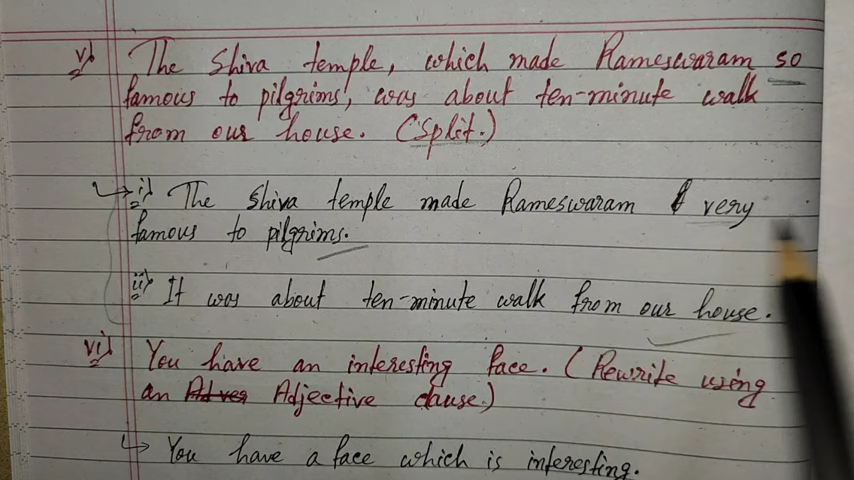 v) The Shiva temple, which made Rameswaram so
famous to pilgrims, was about ten-minute walk
from our house. (Split.)
i) The Shiva temple made Rameswaram very
famous to pilgrims.
ii) It was about ten-minute walk from our house.
vi) You have an interesting face. (Rewrite using
an Adjective clause.)
You have a face which is interesting.